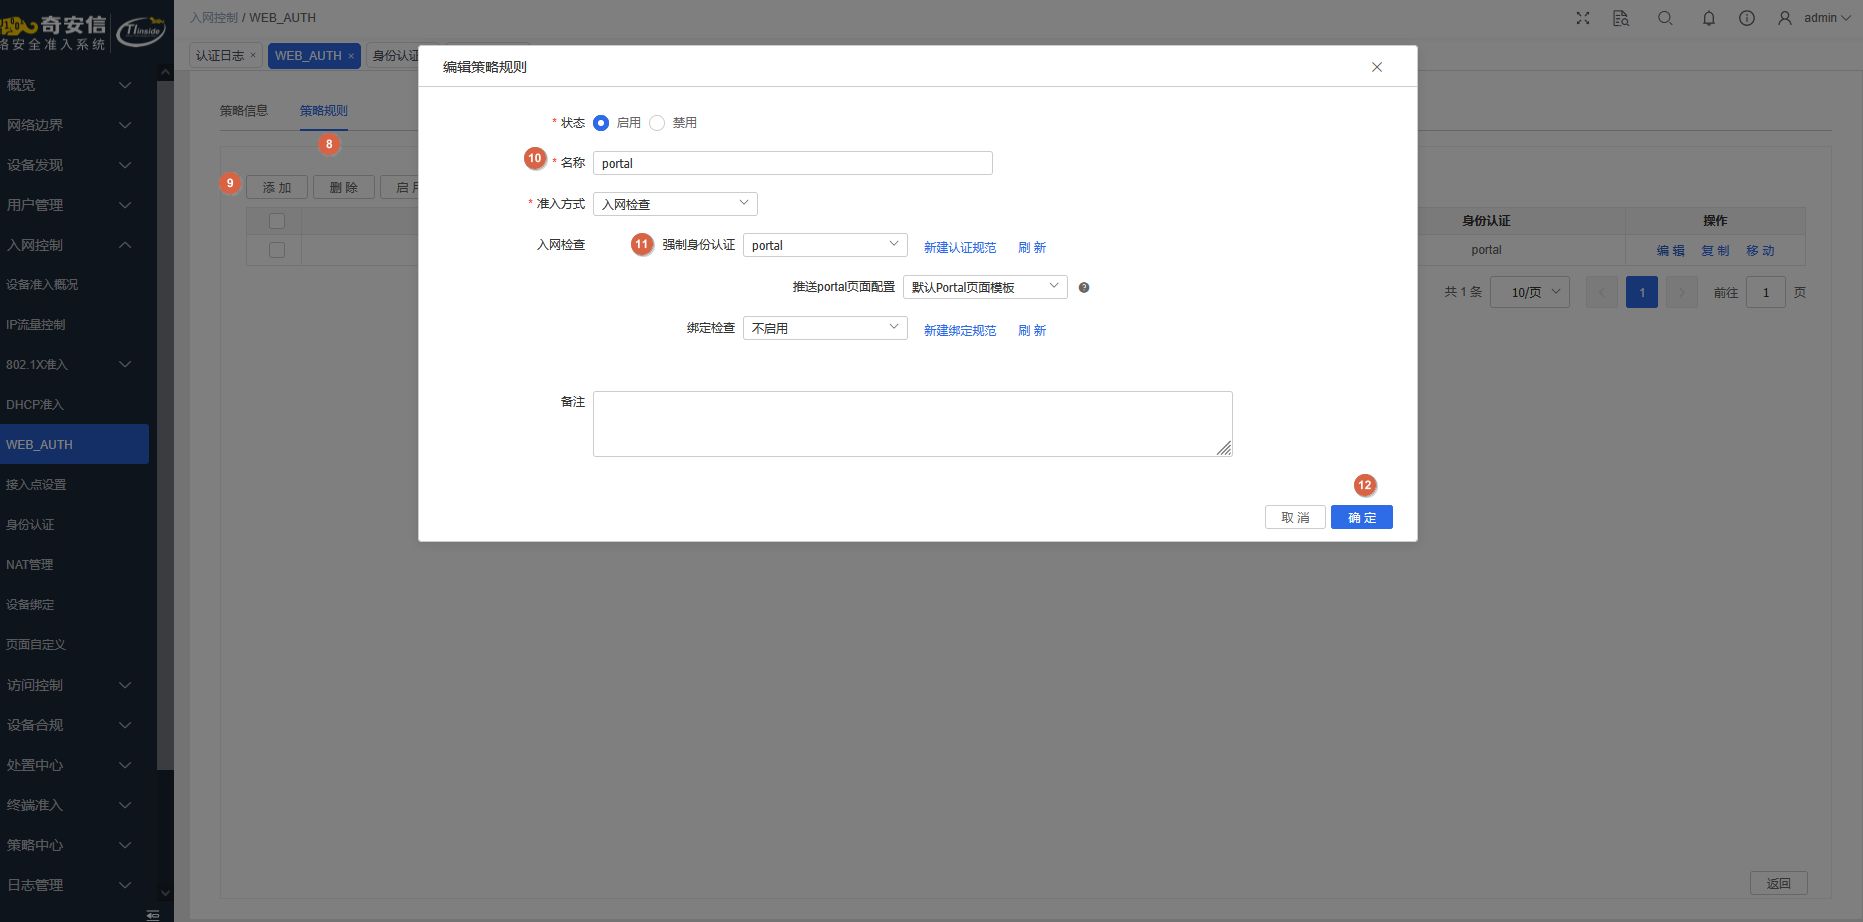 奇安信
络安全准入系统
TIinside
入网控制 / WEB_AUTH
admin
认证日志 ×
WEB_AUTH ×
身份认证
概览
网络边界
设备发现
用户管理
入网控制
设备准入概况
IP流量控制
802.1X准入
DHCP准入
WEB_AUTH
接入点设置
身份认证
NAT管理
设备绑定
页面自定义
访问控制
设备合规
处置中心
终端准入
策略中心
日志管理
策略信息
策略规则
8
9
添 加
删 除
启 用
编辑策略规则
* 状态
启用
禁用
10
* 名称
portal
* 准入方式
入网检查
入网检查
11
强制身份认证
portal
新建认证规范
刷 新
推送portal页面配置
默认Portal页面模板
绑定检查
不启用
新建绑定规范
刷 新
备注
12
取 消
确 定
身份认证
操作
portal
编 辑
复 制
移 动
共 1 条
10/页
1
前往
1
页
返回